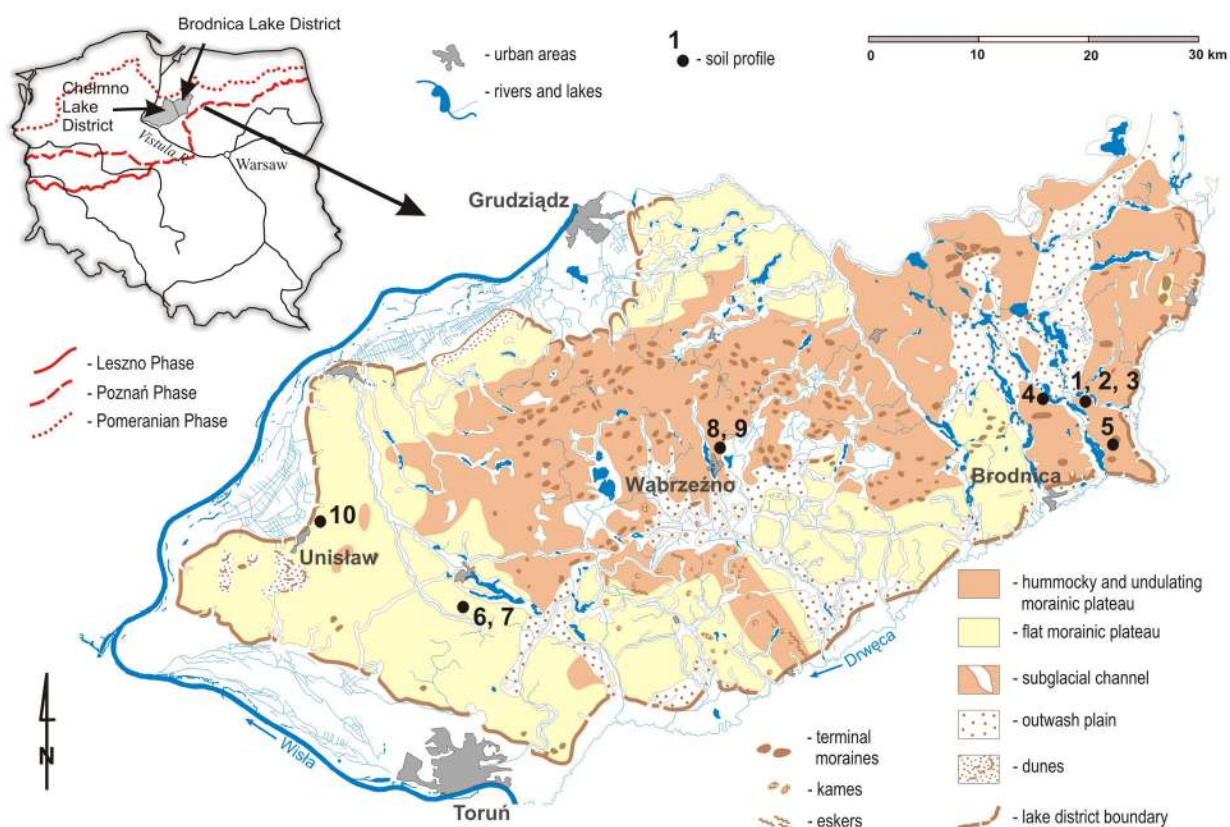 Brodnica Lake District
Chełmno
Lake
District
Vistula R.
Warsaw
- urban areas
- rivers and lakes
1
- soil profile
0
10
20
30 km
- Leszno Phase
- Poznań Phase
- Pomeranian Phase
Grudziądz
4
1, 2, 3
5
8, 9
Brodnica
Wąbrzeźno
10
Unisław
6, 7
Drwęca
Wisła
Toruń
N
- hummocky and undulating
morainic plateau
- flat morainic plateau
- subglacial channel
- outwash plain
- dunes
- lake district boundary
- terminal
moraines
- kames
- eskers